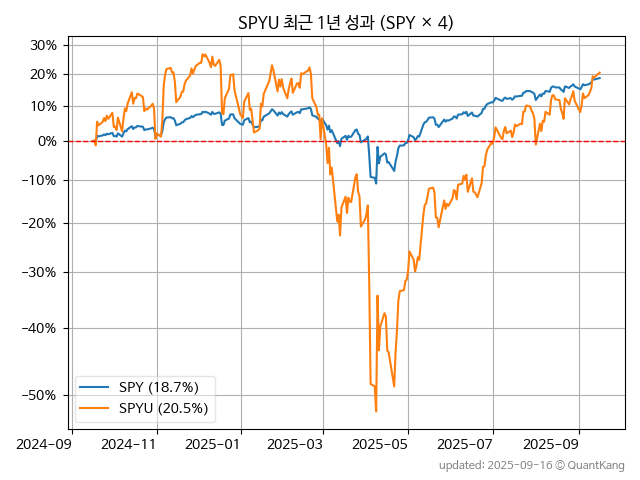 SPYU 최근 1년 성과 (SPY × 4)
30%
20%
10%
0%
−10%
−20%
−30%
−40%
−50%
SPY (18.7%)
SPYU (20.5%)
2024-09 2024-11 2025-01 2025-03 2025-05 2025-07 2025-09
updated: 2025-09-16 © QuantKang